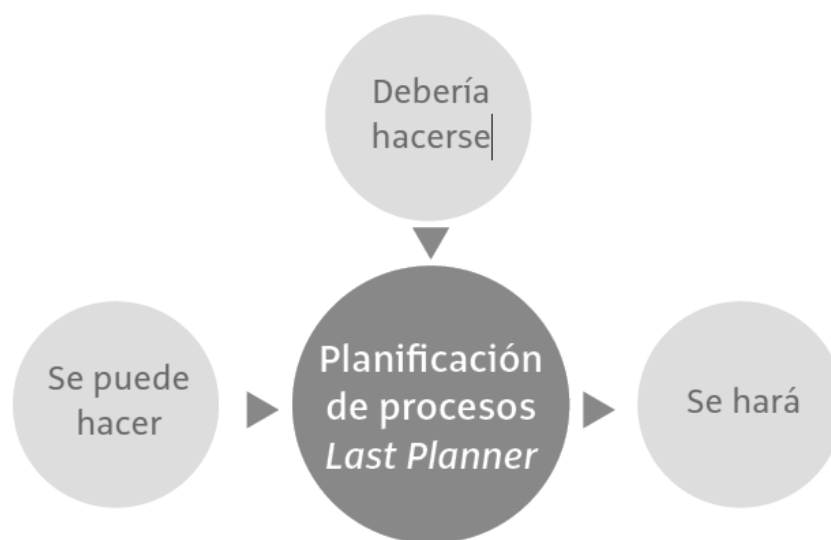 Debería
hacerse
Se puede
hacer
Planificación
de procesos
Last Planner
Se hará